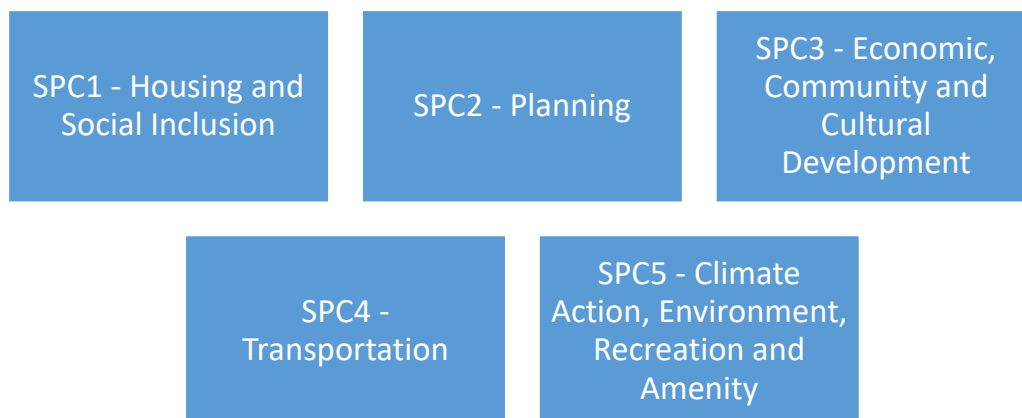 SPC1 - Housing and
Social Inclusion
SPC2 - Planning
SPC3 - Economic,
Community and
Cultural
Development
SPC4 -
Transportation
SPC5 - Climate
Action, Environment,
Recreation and
Amenity